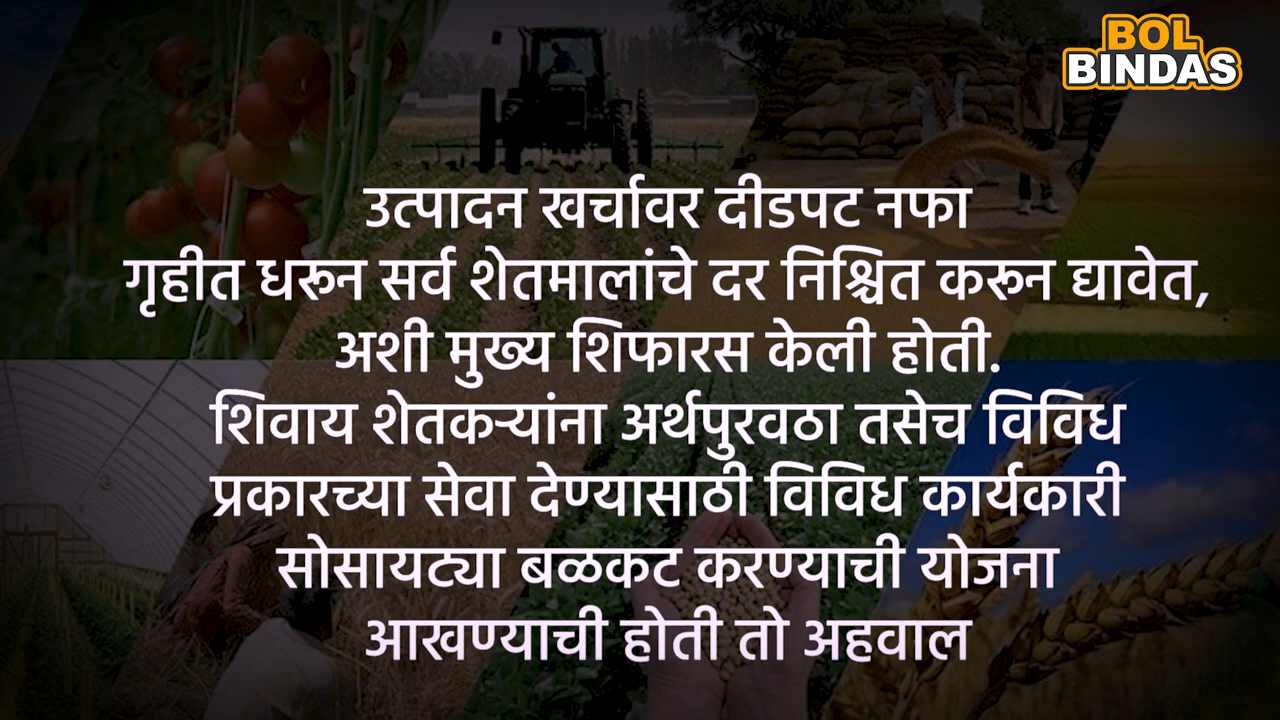 BOL
BINDAS
उत्पादन खर्चावर दीडपट नफा
गृहीत धरून सर्व शेतमालांचे दर निश्चित करून द्यावेत,
अशी मुख्य शिफारस केली होती.
शिवाय शेतकऱ्यांना अर्थपुरवठा तसेच विविध
प्रकारच्या सेवा देण्यासाठी विविध कार्यकारी
सोसायट्या बळकट करण्याची योजना
आखण्याची होती तो अहवाल